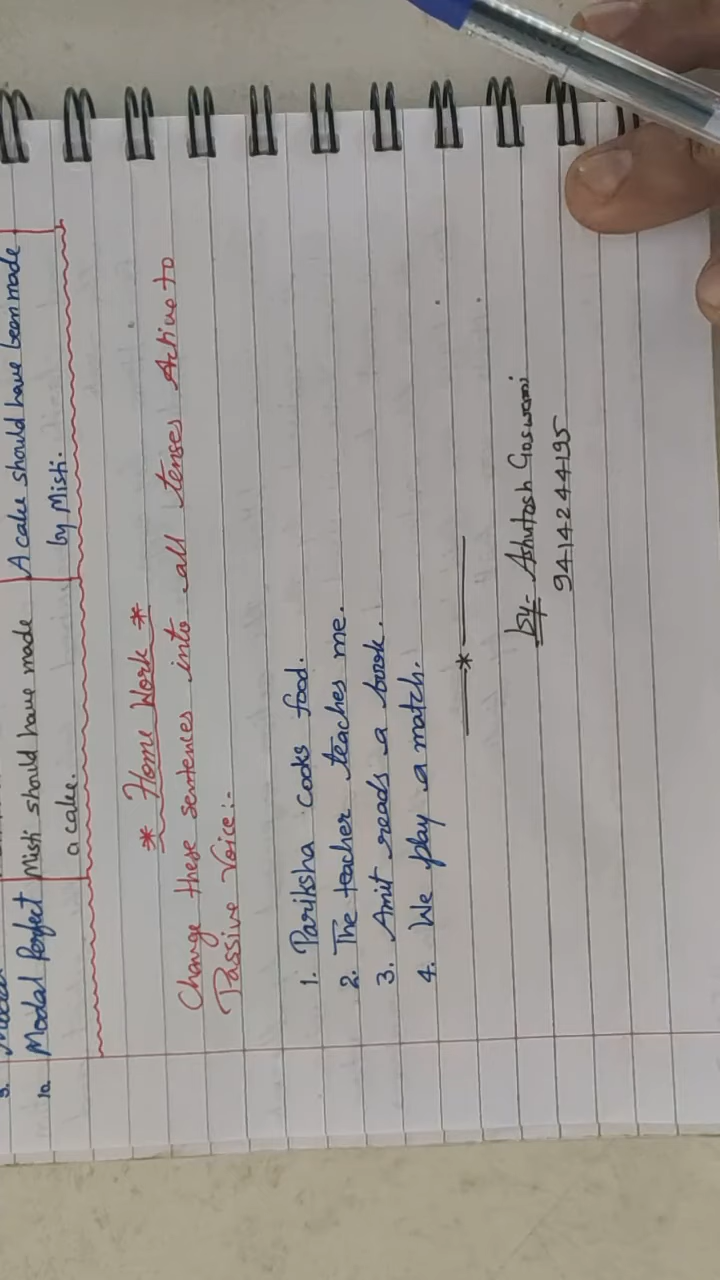 10. Modal Perfect Misti should have made A cake should have been made
a cake. by Misti.
* Home Work *
Change these sentences into all tenses Active to
Passive Voice:-
1. Pariksha cooks food.
2. The teacher teaches me.
3. Amit reads a book.
4. We play a match.
*
by- Ashutosh Goswami
9414244195